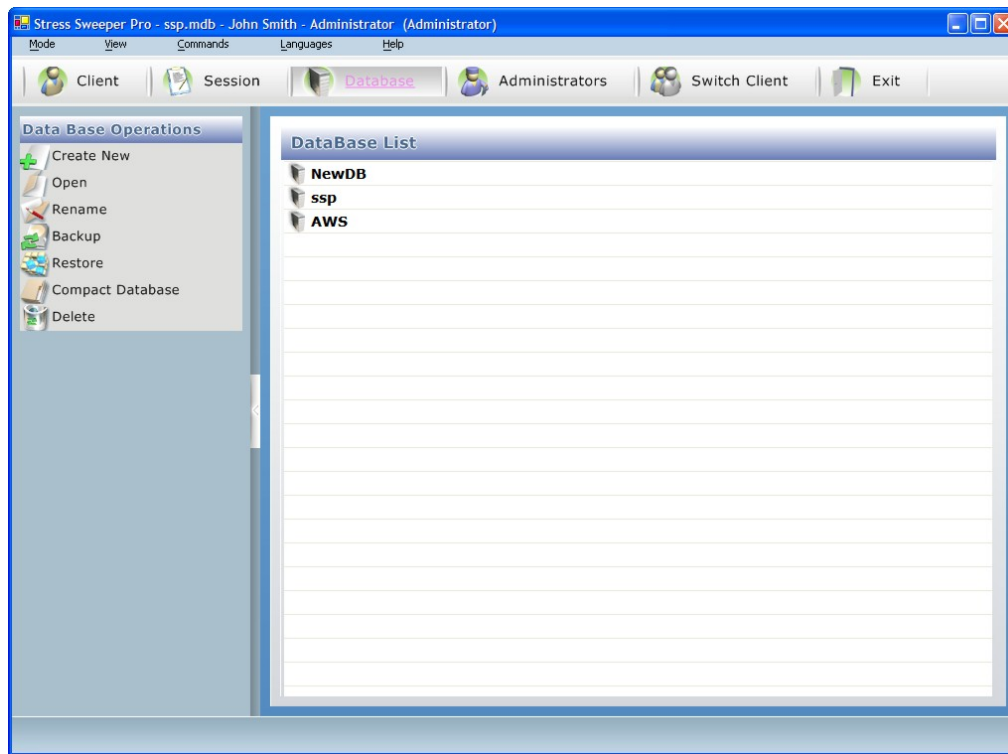 Stress Sweeper Pro - ssp.mdb - John Smith - Administrator (Administrator)
Mode View Commands Languages Help
Client Session Database Administrators Switch Client Exit
Data Base Operations
Create New
Open
Rename
Backup
Restore
Compact Database
Delete
DataBase List
NewDB
ssp
AWS